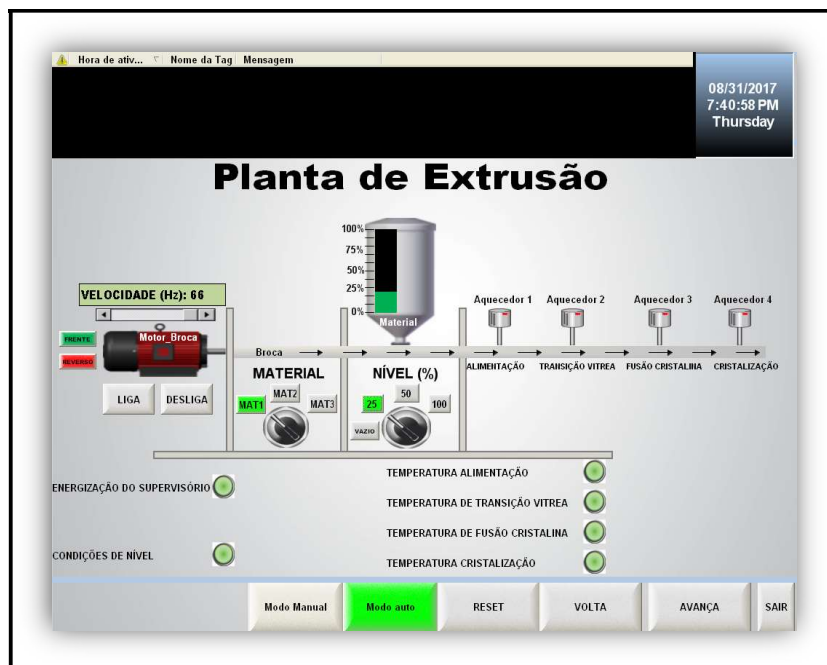 Hora de ativ... Nome da Tag Mensagem
08/31/2017
7:40:58 PM
Thursday
Planta de Extrusão
100%
75%
50%
25%
0%
Material
VELOCIDADE (Hz): 66
FRENTE
REVERSO
Motor_Broca
LIGA DESLIGA
Aquecedor 1 Aquecedor 2 Aquecedor 3 Aquecedor 4
Broca
ALIMENTAÇÃO TRANSIÇÃO VITREA FUSÃO CRISTALINA CRISTALIZAÇÃO
MATERIAL
MAT1 MAT2 MAT3
NÍVEL (%)
VAZIO 25 50 100
ENERGIZAÇÃO DO SUPERVISÓRIO
CONDIÇÕES DE NÍVEL
TEMPERATURA ALIMENTAÇÃO
TEMPERATURA DE TRANSIÇÃO VITREA
TEMPERATURA DE FUSÃO CRISTALINA
TEMPERATURA CRISTALIZAÇÃO
Modo Manual Modo auto RESET VOLTA AVANÇA SAIR